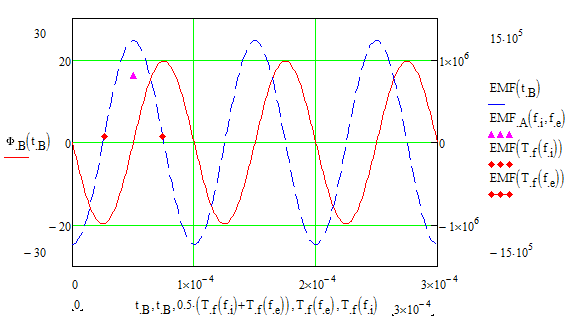 30
20
Φ.B(t.B)
0
−20
−30
15·10⁵
1×10⁶
0
−1×10⁶
−15·10⁵
EMF(t.B)
EMF.A(f.i,f.e)
EMF(T.f(f.i))
EMF(T.f(f.e))
0 1×10⁻⁴ 2×10⁻⁴ 3×10⁻⁴
.0. t.B,t.B,0.5·(T.f(f.i)+T.f(f.e)),T.f(f.e),T.f(f.i) .3×10⁻⁴.